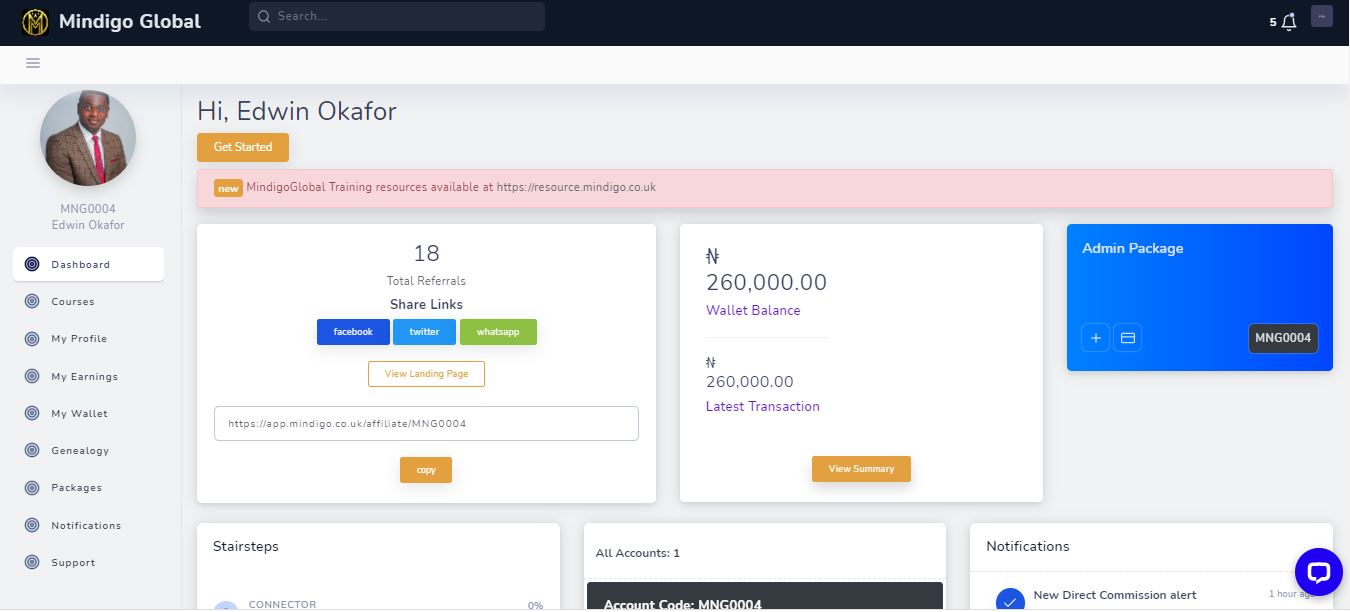 Mindigo Global
Search...
5
MNG0004
Edwin Okafor
Dashboard
Courses
My Profile
My Earnings
My Wallet
Genealogy
Packages
Notifications
Support
Hi, Edwin Okafor
Get Started
new MindigoGlobal Training resources available at https://resource.mindigo.co.uk
18
Total Referrals
Share Links
facebook twitter whatsapp
View Landing Page
https://app.mindigo.co.uk/affiliate/MNG0004
copy
₦
260,000.00
Wallet Balance
₦
260,000.00
Latest Transaction
View Summary
Admin Package
MNG0004
Stairsteps
CONNECTOR 0%
All Accounts: 1
Account Code: MNG0004
Notifications
New Direct Commission alert 1 hour